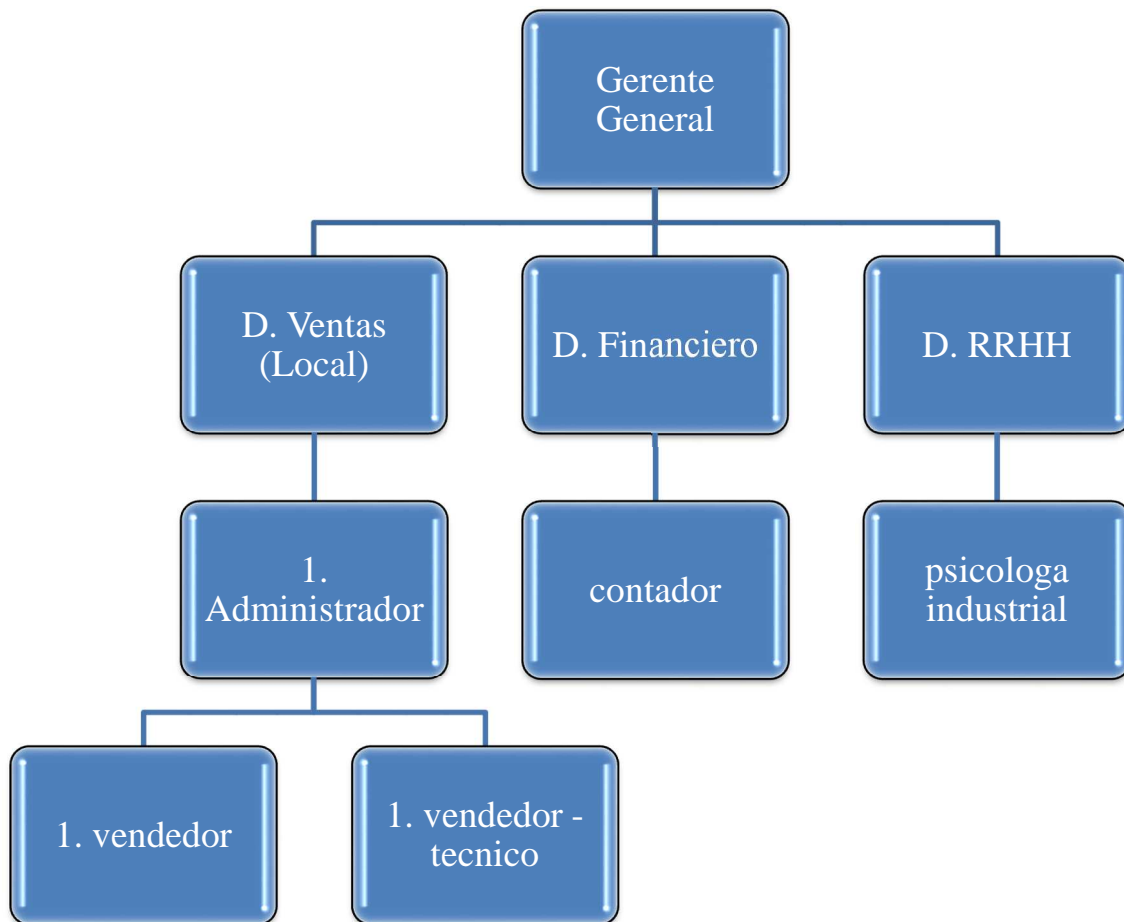 Gerente
General
D. Ventas
(Local)
D. Financiero
D. RRHH
1.
Administrador
contador
psicologa
industrial
1. vendedor
1. vendedor -
tecnico